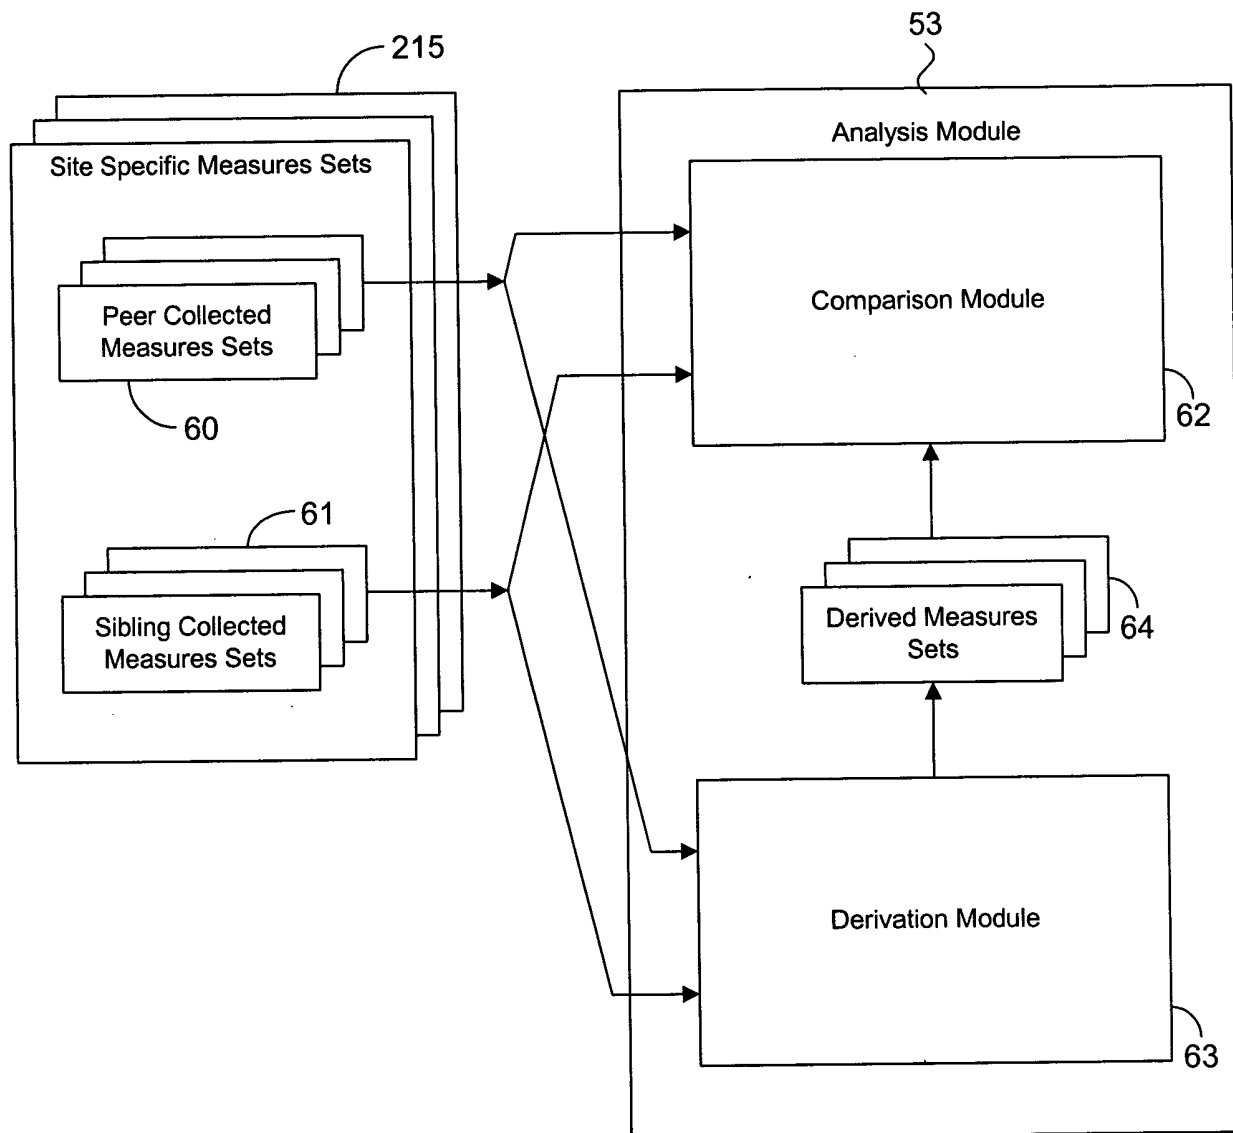 215
53
Site Specific Measures Sets
Analysis Module
Peer Collected
Measures Sets
60
Comparison Module
62
61
Sibling Collected
Measures Sets
Derived Measures
Sets
64
Derivation Module
63